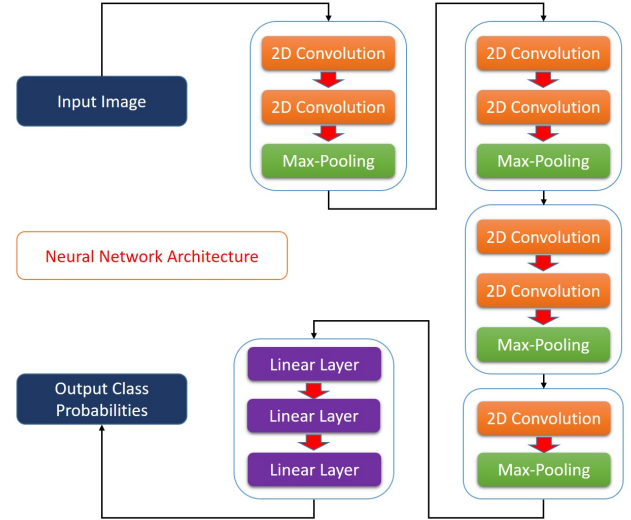 Input Image
2D Convolution
2D Convolution
Max-Pooling
2D Convolution
2D Convolution
Max-Pooling
2D Convolution
2D Convolution
Max-Pooling
2D Convolution
Max-Pooling
Linear Layer
Linear Layer
Linear Layer
Output Class
Probabilities
Neural Network Architecture